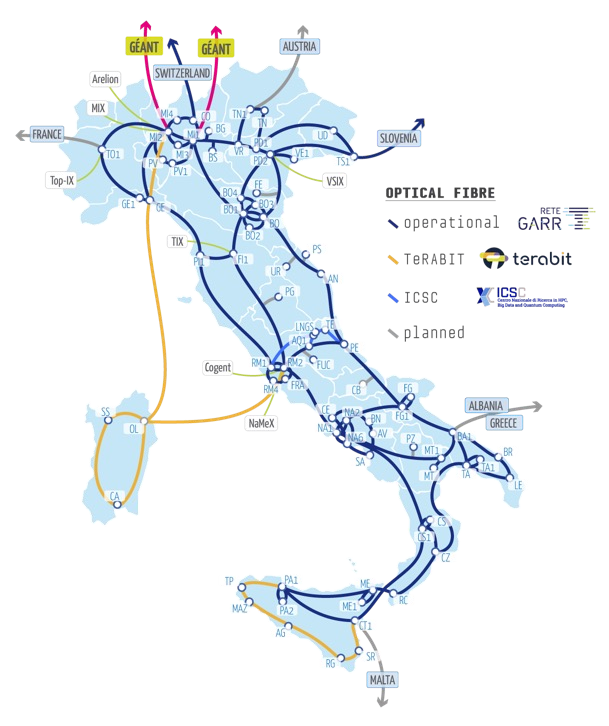 GÉANT
GÉANT
AUSTRIA
SWITZERLAND
Arelion
MIX
MI4
CO
TN1
TN
FRANCE
MI2
MI1
BG
UD
SLOVENIA
TO1
PV
MI3
PV1
BS
VR
PD1
PD2
VE1
TS1
Top-IX
VSIX
GE1
GE
BO4
FE
BO3
BO1
BO
BO2
OPTICAL FIBRE
operational
RETE
GARR
TeRABIT
terabit
ICSC
ICSC
Centro Nazionale di Ricerca in HPC,
Big Data and Quantum Computing
planned
TIX
PI1
FI1
PS
UR
AN
PG
LNGS
TE
AQ1
PE
Cogent
RM1
RM2
FUC
RM4
FRA
NaMeX
CB
FG
FG1
ALBANIA
GREECE
SS
OL
CA
CE
NA2
BN
NA1
NA6
AV
SA
PZ
BA1
MT1
MT
TA
TA1
BR
LE
CS
CS1
CZ
TP
PA1
ME
MAZ
PA2
ME1
RC
AG
CT1
RG
SR
MALTA